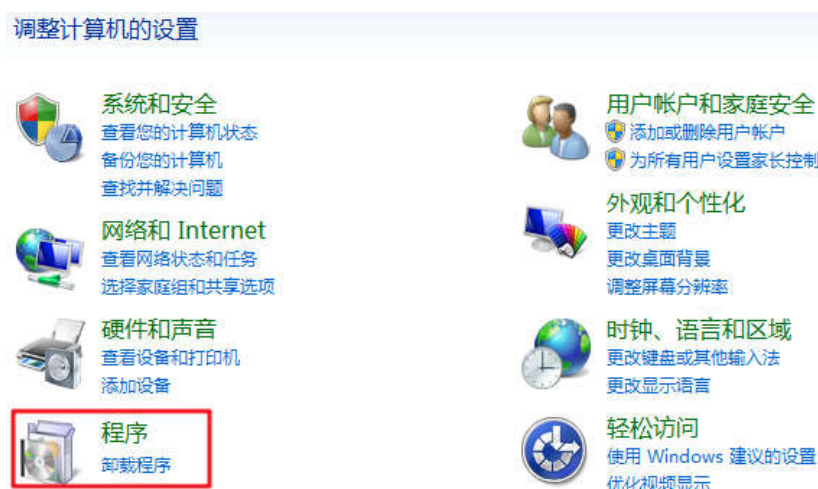 调整计算机的设置
系统和安全
查看您的计算机状态
备份您的计算机
查找并解决问题
网络和 Internet
查看网络状态和任务
选择家庭组和共享选项
硬件和声音
查看设备和打印机
添加设备
程序
卸载程序
用户帐户和家庭安全
添加或删除用户帐户
为所有用户设置家长控制
外观和个性化
更改主题
更改桌面背景
调整屏幕分辨率
时钟、语言和区域
更改键盘或其他输入法
更改显示语言
轻松访问
使用 Windows 建议的设置
优化视频显示